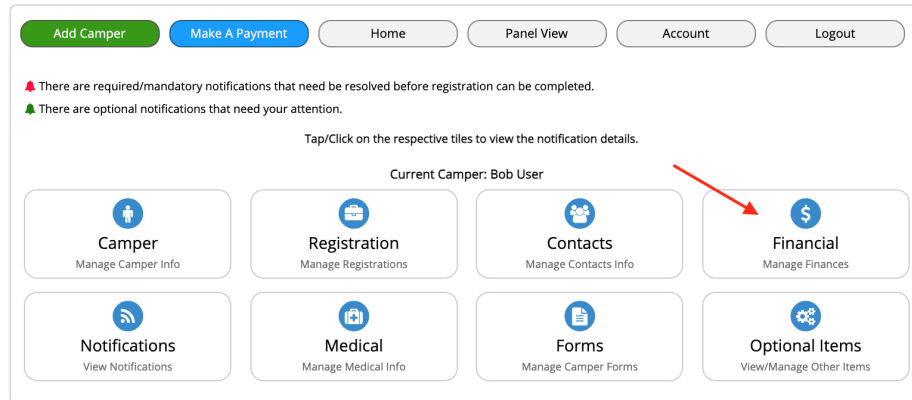 Add Camper Make A Payment Home Panel View Account Logout
There are required/mandatory notifications that need be resolved before registration can be completed.
There are optional notifications that need your attention.
Tap/Click on the respective tiles to view the notification details.
Current Camper: Bob User
Camper Registration Contacts Financial
Manage Camper Info Manage Registrations Manage Contacts Info Manage Finances
Notifications Medical Forms Optional Items
View Notifications Manage Medical Info Manage Camper Forms View/Manage Other Items